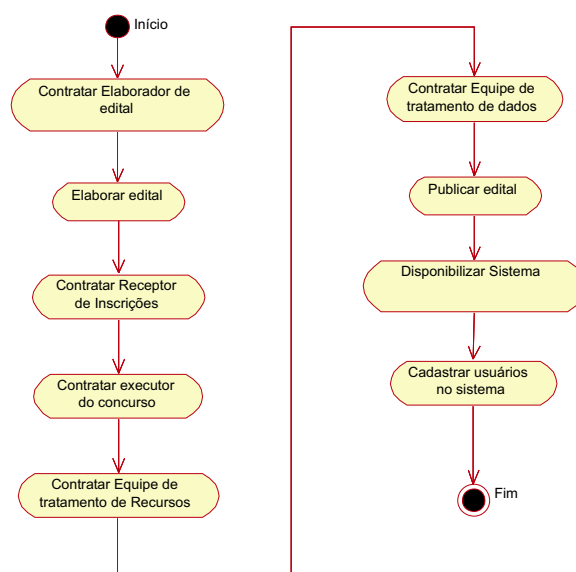 Início
Contratar Elaborador de
edital
Elaborar edital
Contratar Receptor
de Inscrições
Contratar executor
do concurso
Contratar Equipe de
tratamento de Recursos
Contratar Equipe de
tratamento de dados
Publicar edital
Disponibilizar Sistema
Cadastrar usuários
no sistema
Fim